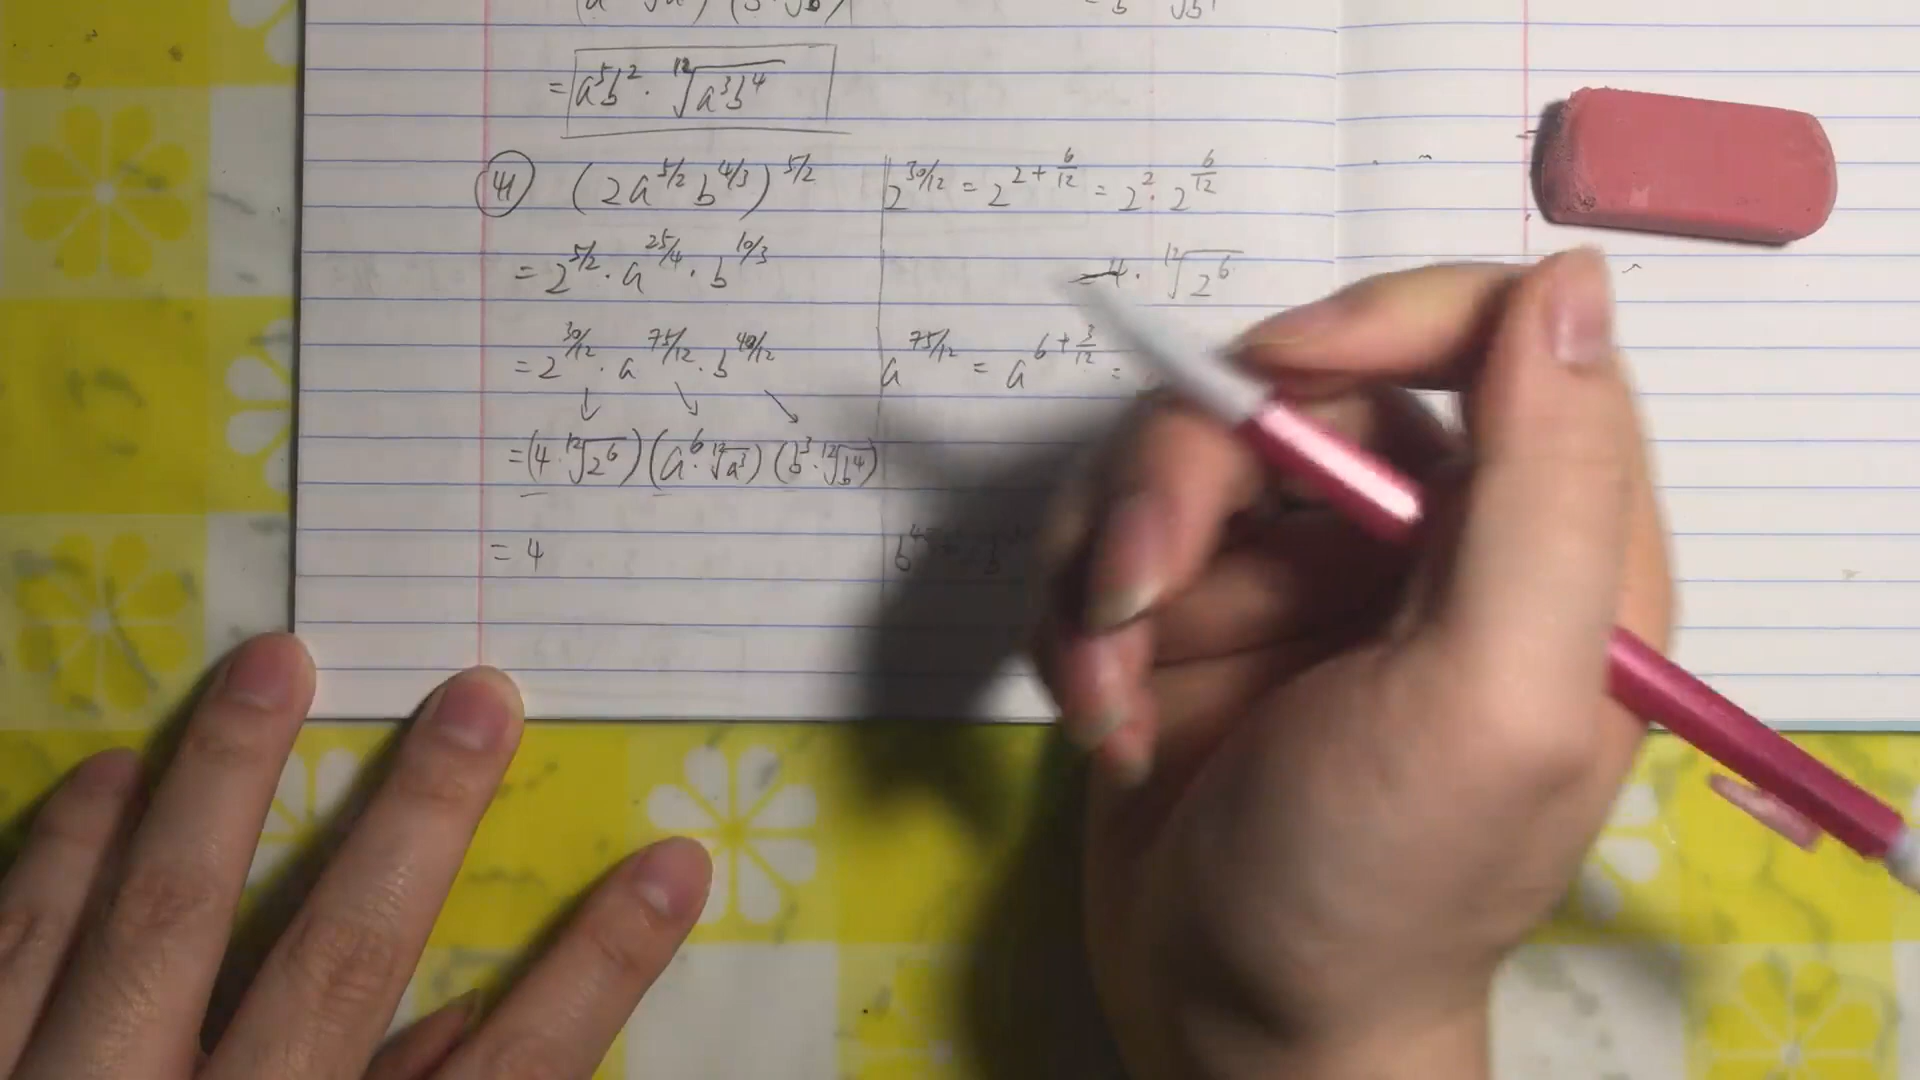 = a⁵b² · ¹²√(a³b⁴)
41 (2a^5/2 b^4/3)^5/2
= 2^5/2 · a^25/4 · b^10/3
= 2^30/12 · a^75/12 · b^40/12
= (4 · ¹²√2⁶)(a⁶ · ¹²√a³)(b³ · ¹²√b⁴)
= 4
2^30/12 = 2^(2 + 6/12) = 2² · 2^6/12
= 4 · ¹²√2⁶
a^75/12 = a^(6 + 3/12) =